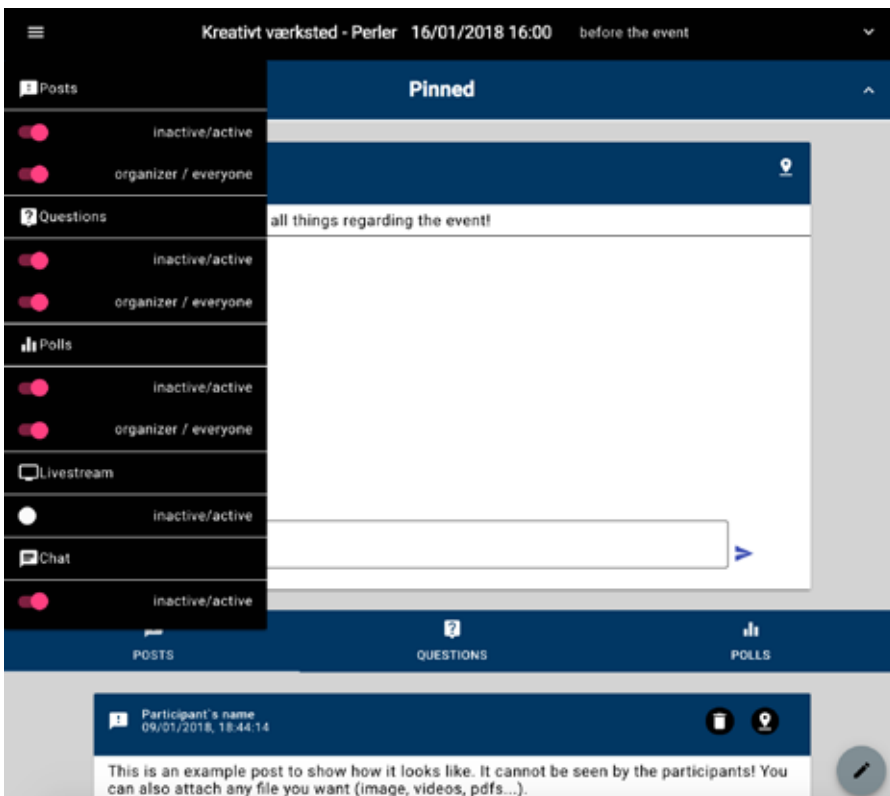 Kreativt værksted - Perler 16/01/2018 16:00 before the event
Pinned
Posts
inactive/active
organizer / everyone
Questions
inactive/active
organizer / everyone
Polls
inactive/active
organizer / everyone
Livestream
inactive/active
Chat
inactive/active
all things regarding the event!
POSTS QUESTIONS POLLS
Participant's name
09/01/2018, 18:44:14
This is an example post to show how it looks like. It cannot be seen by the participants! You
can also attach any file you want (image, videos, pdfs...).